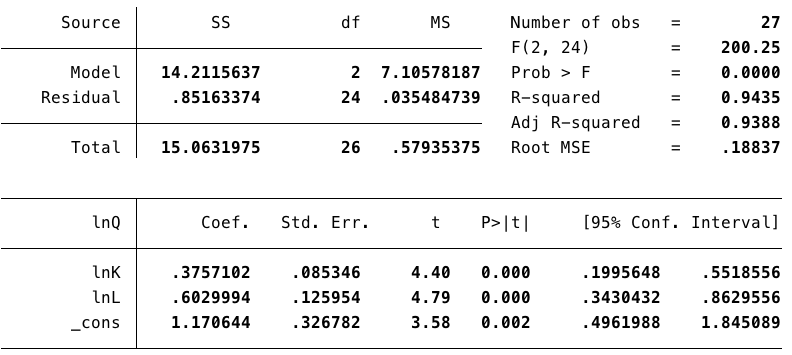 Source SS df MS Number of obs = 27
F(2, 24) = 200.25
Model 14.2115637 2 7.10578187 Prob > F = 0.0000
Residual .85163374 24 .035484739 R-squared = 0.9435
Adj R-squared = 0.9388
Total 15.0631975 26 .57935375 Root MSE = .18837
lnQ Coef. Std. Err. t P>|t| [95% Conf. Interval]
lnK .3757102 .085346 4.40 0.000 .1995648 .5518556
lnL .6029994 .125954 4.79 0.000 .3430432 .8629556
_cons 1.170644 .326782 3.58 0.002 .4961988 1.845089